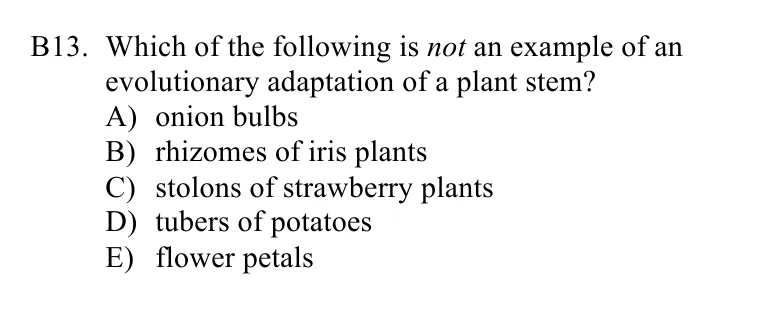 B13. Which of the following is not an example of an
evolutionary adaptation of a plant stem?
A) onion bulbs
B) rhizomes of iris plants
C) stolons of strawberry plants
D) tubers of potatoes
E) flower petals